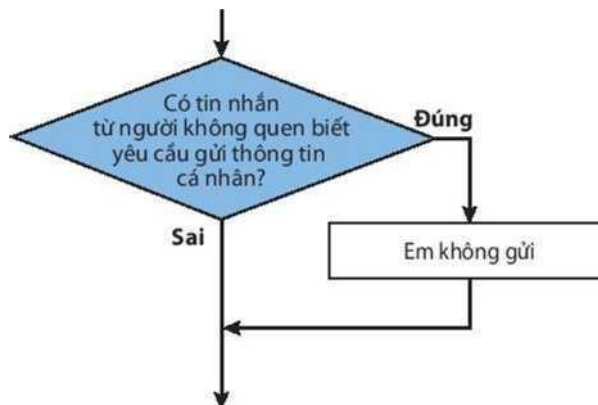 Có tin nhắn
từ người không quen biết
yêu cầu gửi thông tin
cá nhân?
Đúng
Sai
Em không gửi